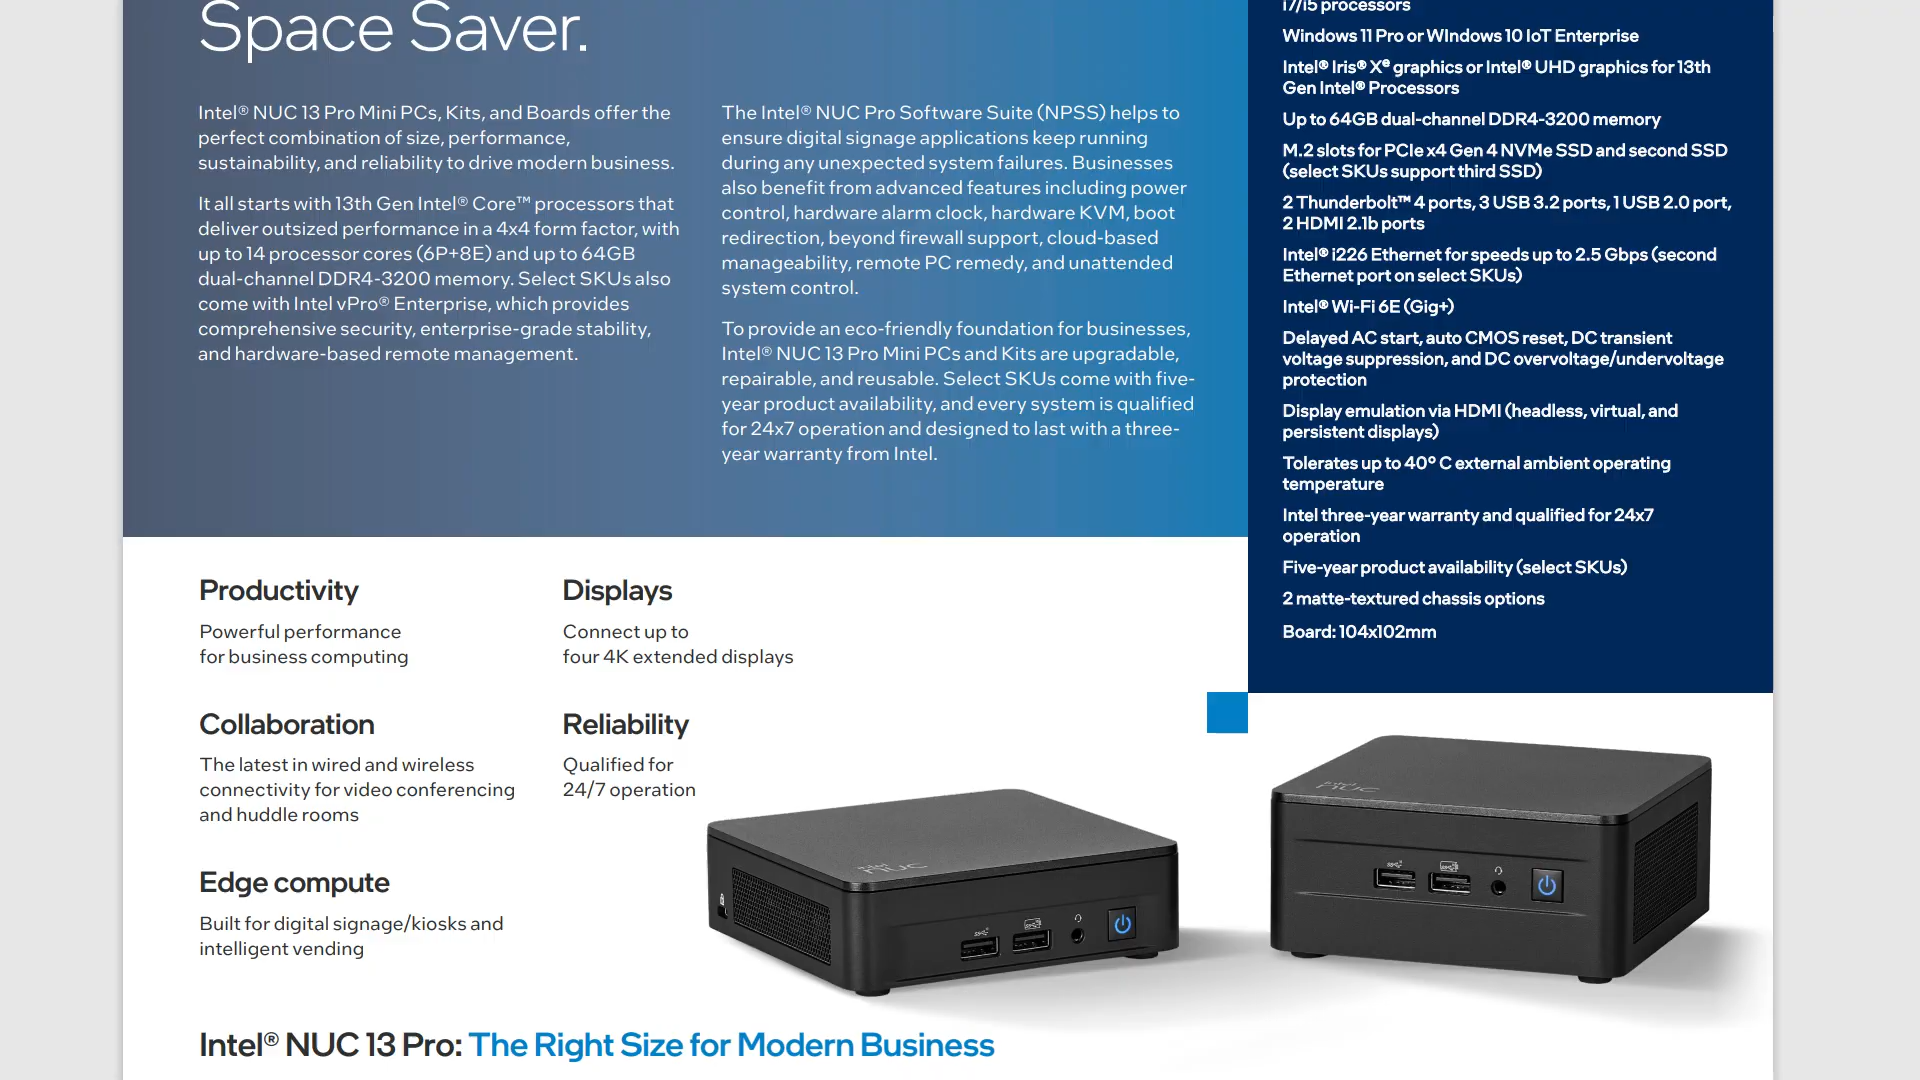 Space Saver.
Intel® NUC 13 Pro Mini PCs, Kits, and Boards offer the
perfect combination of size, performance,
sustainability, and reliability to drive modern business.
It all starts with 13th Gen Intel® Core™ processors that
deliver outsized performance in a 4x4 form factor, with
up to 14 processor cores (6P+8E) and up to 64GB
dual-channel DDR4-3200 memory. Select SKUs also
come with Intel vPro® Enterprise, which provides
comprehensive security, enterprise-grade stability,
and hardware-based remote management.
The Intel® NUC Pro Software Suite (NPSS) helps to
ensure digital signage applications keep running
during any unexpected system failures. Businesses
also benefit from advanced features including power
control, hardware alarm clock, hardware KVM, boot
redirection, beyond firewall support, cloud-based
manageability, remote PC remedy, and unattended
system control.
To provide an eco-friendly foundation for businesses,
Intel® NUC 13 Pro Mini PCs and Kits are upgradable,
repairable, and reusable. Select SKUs come with five-
year product availability, and every system is qualified
for 24x7 operation and designed to last with a three-
year warranty from Intel.
i7/i5 processors
Windows 11 Pro or WIndows 10 IoT Enterprise
Intel® Iris® Xe graphics or Intel® UHD graphics for 13th
Gen Intel® Processors
Up to 64GB dual-channel DDR4-3200 memory
M.2 slots for PCIe x4 Gen 4 NVMe SSD and second SSD
(select SKUs support third SSD)
2 Thunderbolt™ 4 ports, 3 USB 3.2 ports, 1 USB 2.0 port,
2 HDMI 2.1b ports
Intel® i226 Ethernet for speeds up to 2.5 Gbps (second
Ethernet port on select SKUs)
Intel® Wi-Fi 6E (Gig+)
Delayed AC start, auto CMOS reset, DC transient
voltage suppression, and DC overvoltage/undervoltage
protection
Display emulation via HDMI (headless, virtual, and
persistent displays)
Tolerates up to 40° C external ambient operating
temperature
Intel three-year warranty and qualified for 24x7
operation
Five-year product availability (select SKUs)
2 matte-textured chassis options
Board: 104x102mm
Productivity
Powerful performance
for business computing
Displays
Connect up to
four 4K extended displays
Collaboration
The latest in wired and wireless
connectivity for video conferencing
and huddle rooms
Reliability
Qualified for
24/7 operation
Edge compute
Built for digital signage/kiosks and
intelligent vending
intel
NUC
intel
NUC
Intel® NUC 13 Pro: The Right Size for Modern Business